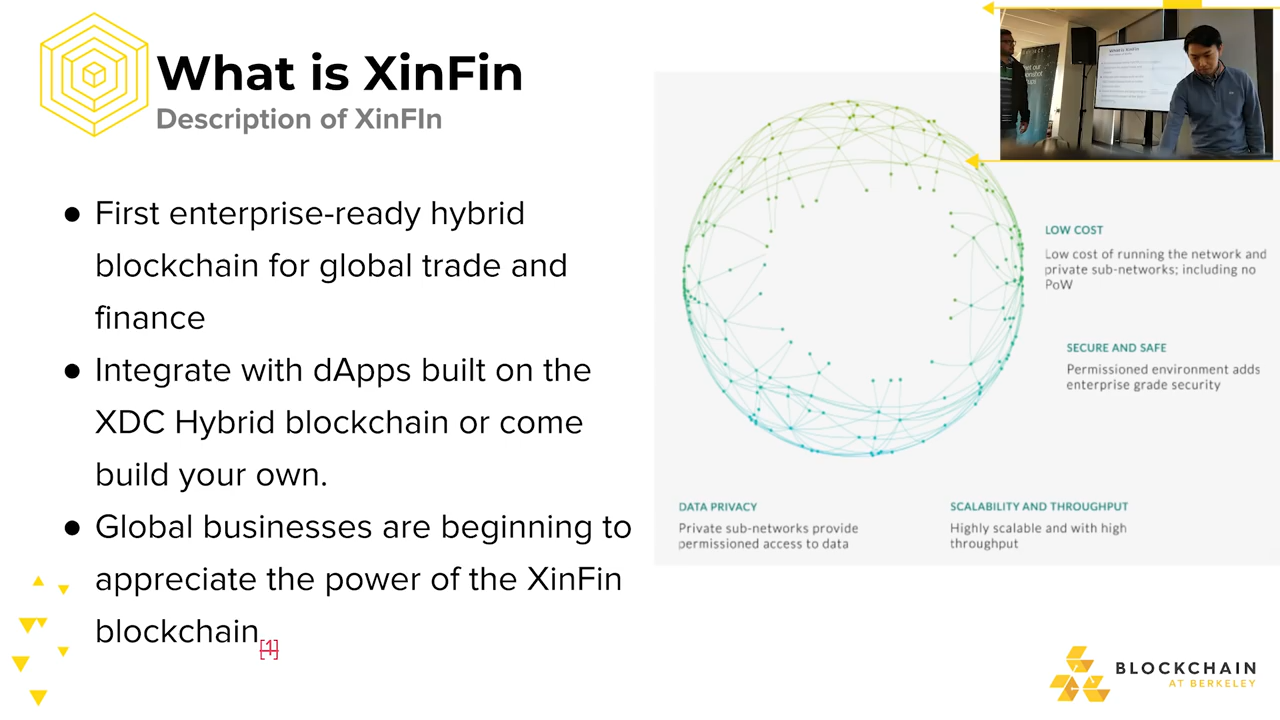 What is XinFin
Description of XinFIn
● First enterprise-ready hybrid
blockchain for global trade and
finance
● Integrate with dApps built on the
XDC Hybrid blockchain or come
build your own.
● Global businesses are beginning to
appreciate the power of the XinFin
blockchain[1]
LOW COST
Low cost of running the network and
private sub-networks; including no
PoW
SECURE AND SAFE
Permissioned environment adds
enterprise grade security
DATA PRIVACY
Private sub-networks provide
permissioned access to data
SCALABILITY AND THROUGHPUT
Highly scalable and with high
throughput
BLOCKCHAIN
AT BERKELEY